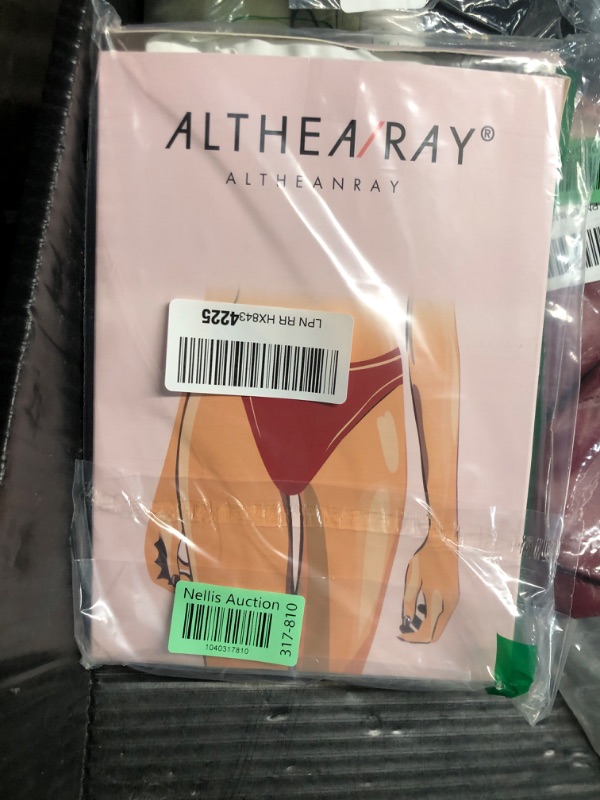 ALTHEA/RAY®
ALTHEANRAY
LPN RR HX8434225
Nellis Auction
1040317810
317-810